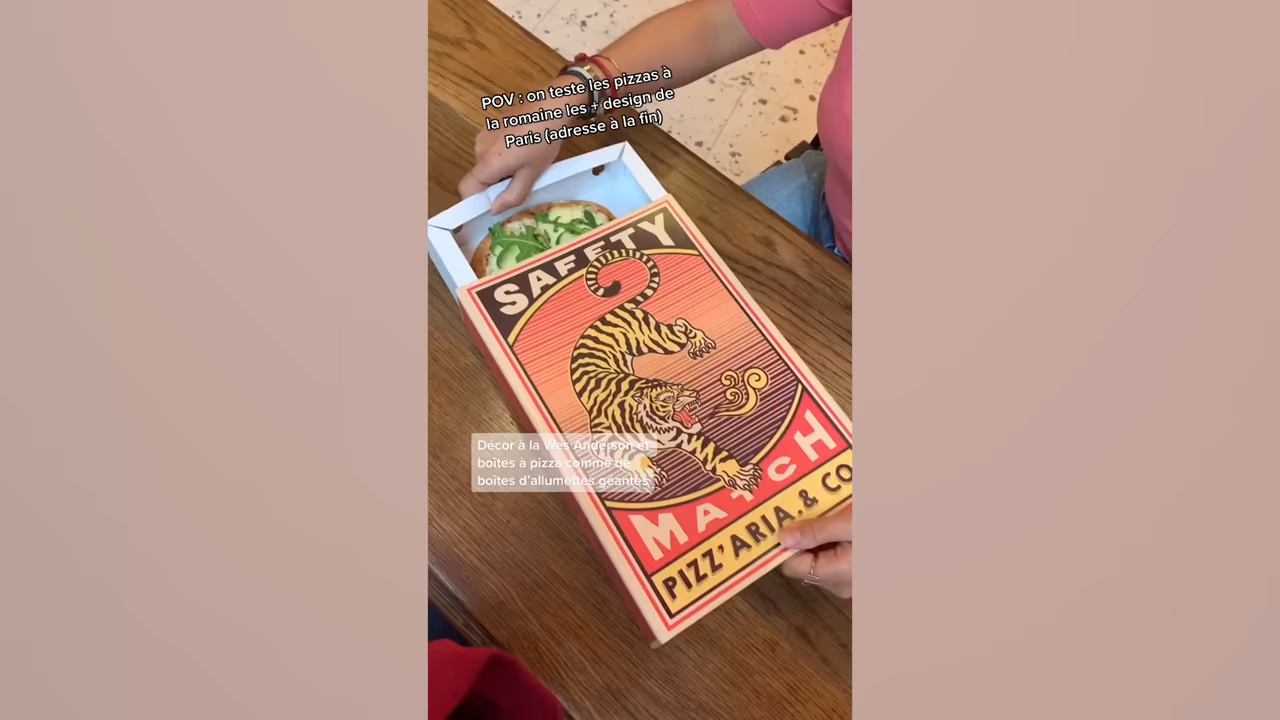 POV : on teste les pizzas à
la romaine les + design de
Paris (adresse à la fin)
SAFETY
Décor à la Wes Anderson et
boîtes à pizza comme de
boîtes d'allumettes géantes
MATCH
PIZZ'ARIA.& CO